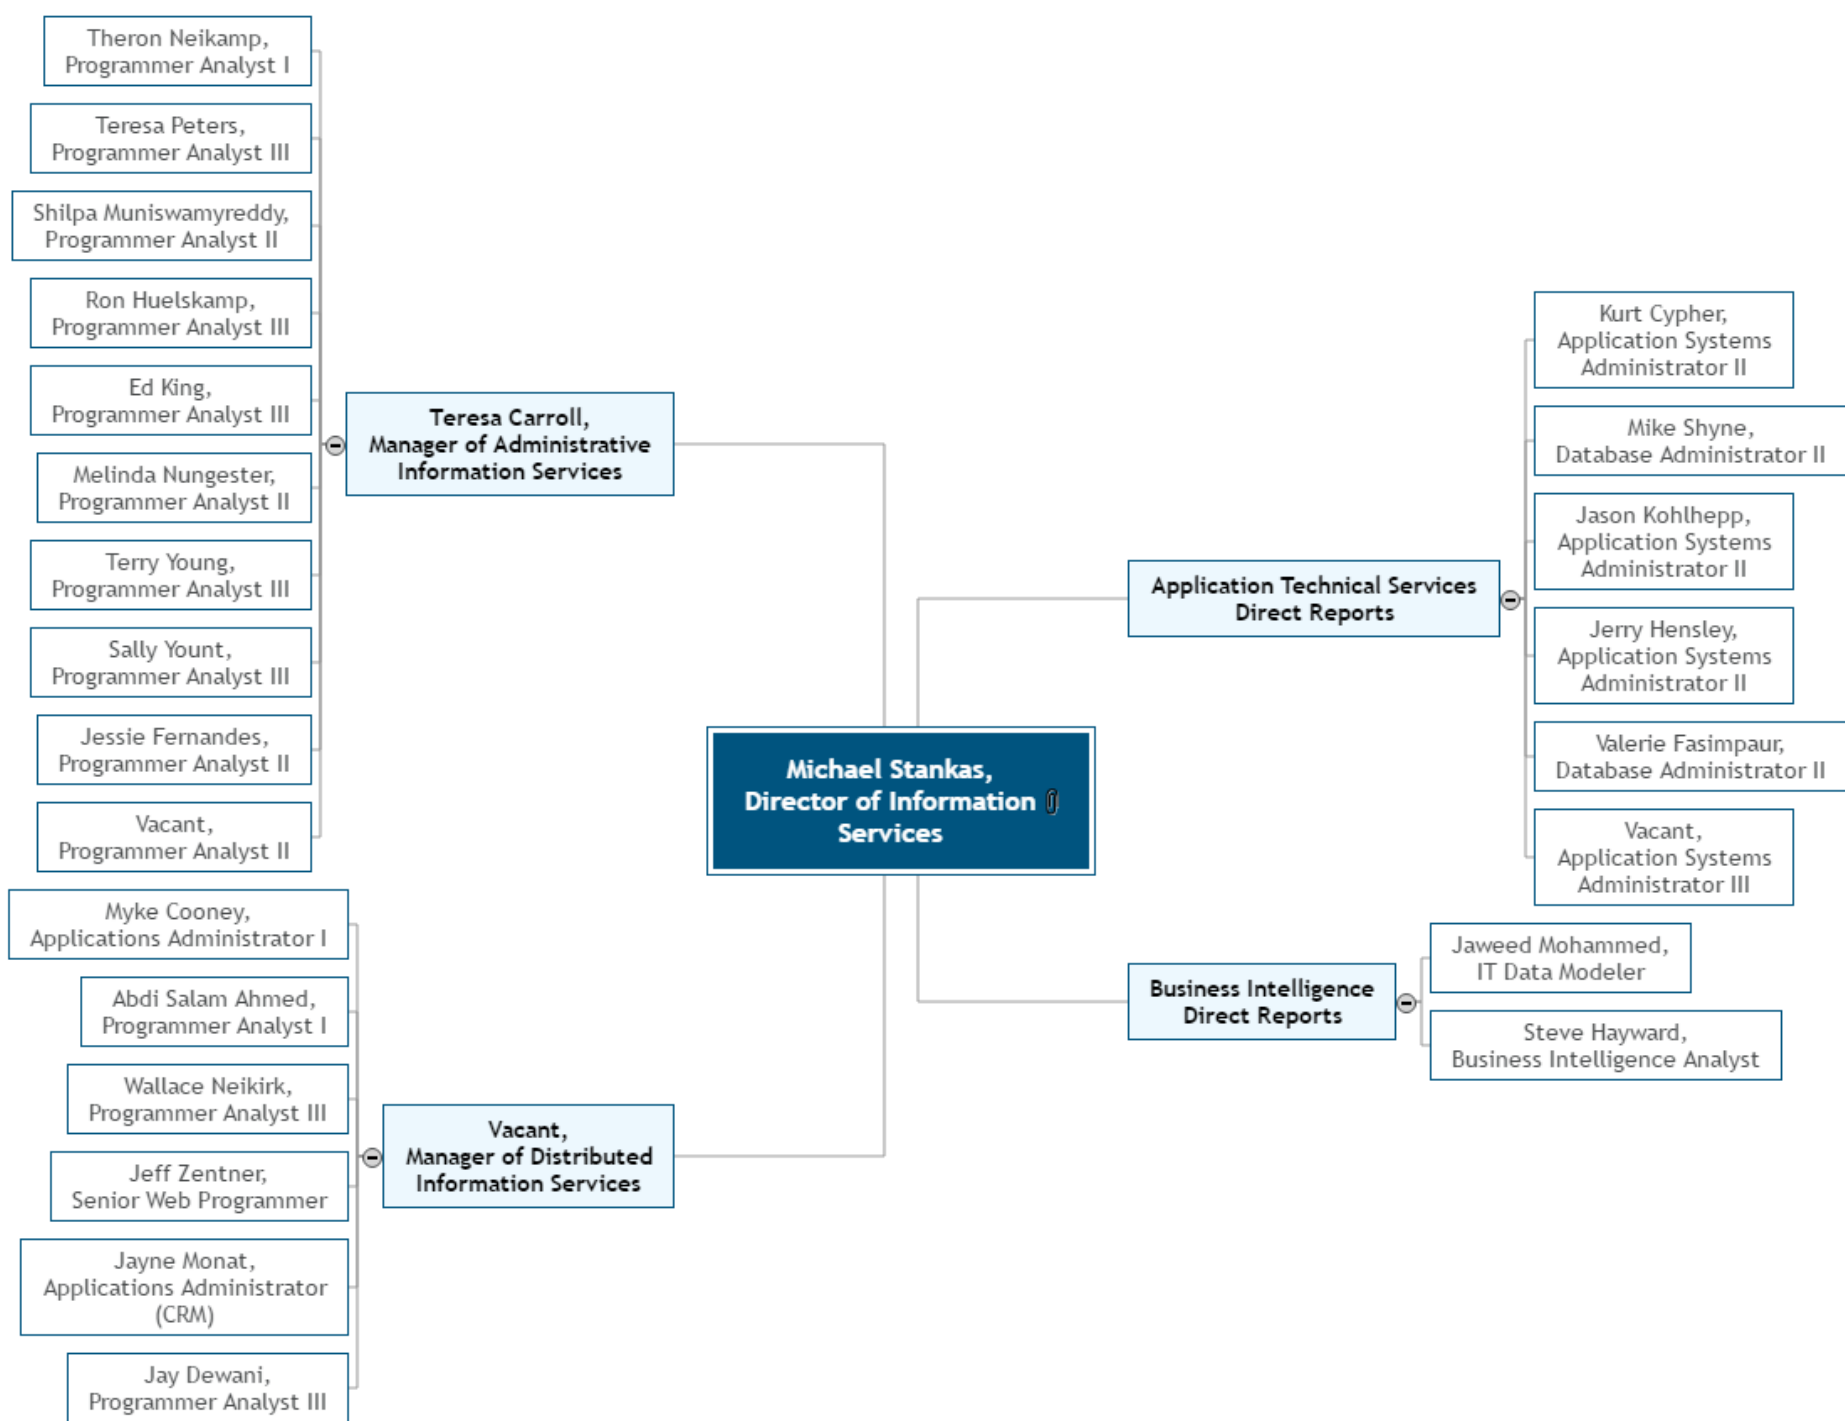 Theron Neikamp,
Programmer Analyst I
Teresa Peters,
Programmer Analyst III
Shilpa Muniswamyreddy,
Programmer Analyst II
Ron Huelskamp,
Programmer Analyst III
Ed King,
Programmer Analyst III
Melinda Nungester,
Programmer Analyst II
Terry Young,
Programmer Analyst III
Sally Yount,
Programmer Analyst III
Jessie Fernandes,
Programmer Analyst II
Vacant,
Programmer Analyst II
Teresa Carroll,
Manager of Administrative
Information Services
Myke Cooney,
Applications Administrator I
Abdi Salam Ahmed,
Programmer Analyst I
Wallace Neikirk,
Programmer Analyst III
Jeff Zentner,
Senior Web Programmer
Jayne Monat,
Applications Administrator
(CRM)
Jay Dewani,
Programmer Analyst III
Vacant,
Manager of Distributed
Information Services
Michael Stankas,
Director of Information
Services
Application Technical Services
Direct Reports
Kurt Cypher,
Application Systems
Administrator II
Mike Shyne,
Database Administrator II
Jason Kohlhepp,
Application Systems
Administrator II
Jerry Hensley,
Application Systems
Administrator II
Valerie Fasimpaur,
Database Administrator II
Vacant,
Application Systems
Administrator III
Business Intelligence
Direct Reports
Jaweed Mohammed,
IT Data Modeler
Steve Hayward,
Business Intelligence Analyst